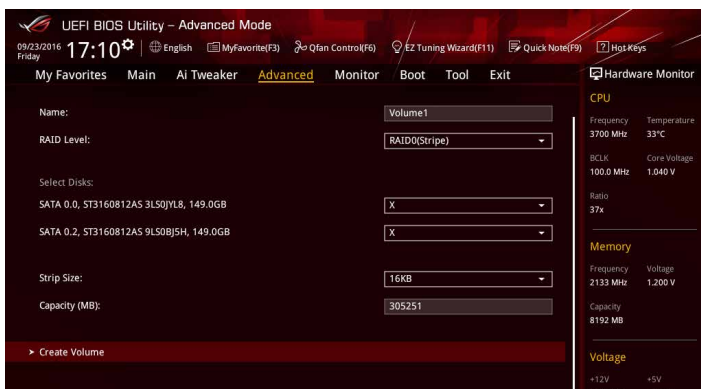 UEFI BIOS Utility – Advanced Mode
09/23/2016 Friday 17:10 English MyFavorite(F3) Qfan Control(F6) EZ Tuning Wizard(F11) Quick Note(F9) Hot Keys
My Favorites Main Ai Tweaker Advanced Monitor Boot Tool Exit
Hardware Monitor
Name: Volume1
RAID Level: RAID0(Stripe)
Select Disks:
SATA 0.0, ST3160812AS 3LS0JYL8, 149.0GB X
SATA 0.2, ST3160812AS 9LS0BJ5H, 149.0GB X
Strip Size: 16KB
Capacity (MB): 305251
> Create Volume
CPU
Frequency Temperature
3700 MHz 33°C
BCLK Core Voltage
100.0 MHz 1.040 V
Ratio
37x
Memory
Frequency Voltage
2133 MHz 1.200 V
Capacity
8192 MB
Voltage
+12V +5V